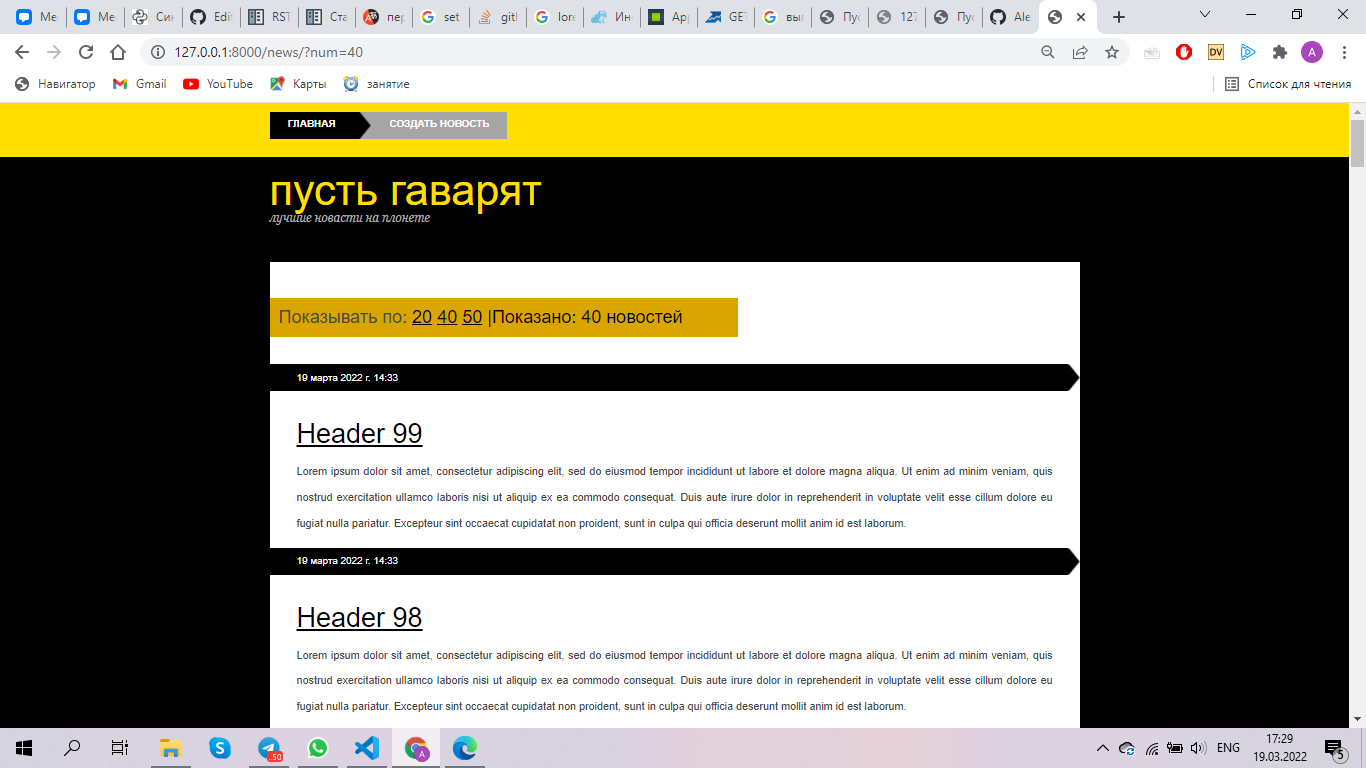 Ме
Ме
Син
Edit
RST
Ста
пер
set
gitl
lore
Ин
App
GET
выв
Пус
127
Пус
Ale
127.0.0.1:8000/news/?num=40
DV
A
Навигатор
Gmail
YouTube
Карты
занятие
Список для чтения
ГЛАВНАЯ
СОЗДАТЬ НОВОСТЬ
пусть гаварят
лучшие новасти на плонете
Показывать по: 20 40 50 |Показано: 40 новостей
19 марта 2022 г. 14:33
Header 99
Lorem ipsum dolor sit amet, consectetur adipiscing elit, sed do eiusmod tempor incididunt ut labore et dolore magna aliqua. Ut enim ad minim veniam, quis
nostrud exercitation ullamco laboris nisi ut aliquip ex ea commodo consequat. Duis aute irure dolor in reprehenderit in voluptate velit esse cillum dolore eu
fugiat nulla pariatur. Excepteur sint occaecat cupidatat non proident, sunt in culpa qui officia deserunt mollit anim id est laborum.
19 марта 2022 г. 14:33
Header 98
Lorem ipsum dolor sit amet, consectetur adipiscing elit, sed do eiusmod tempor incididunt ut labore et dolore magna aliqua. Ut enim ad minim veniam, quis
nostrud exercitation ullamco laboris nisi ut aliquip ex ea commodo consequat. Duis aute irure dolor in reprehenderit in voluptate velit esse cillum dolore eu
fugiat nulla pariatur. Excepteur sint occaecat cupidatat non proident, sunt in culpa qui officia deserunt mollit anim id est laborum.
..50
A
ENG
17:29
19.03.2022
5